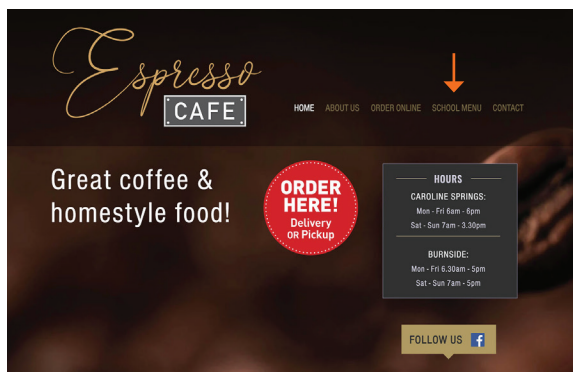 Espresso
CAFE
HOME ABOUT US ORDER ONLINE SCHOOL MENU CONTACT
Great coffee &
homestyle food!
ORDER
HERE!
Delivery
OR Pickup
HOURS
CAROLINE SPRINGS:
Mon - Fri 6am - 6pm
Sat - Sun 7am - 3.30pm
BURNSIDE:
Mon - Fri 6.30am - 5pm
Sat - Sun 7am - 5pm
FOLLOW US f